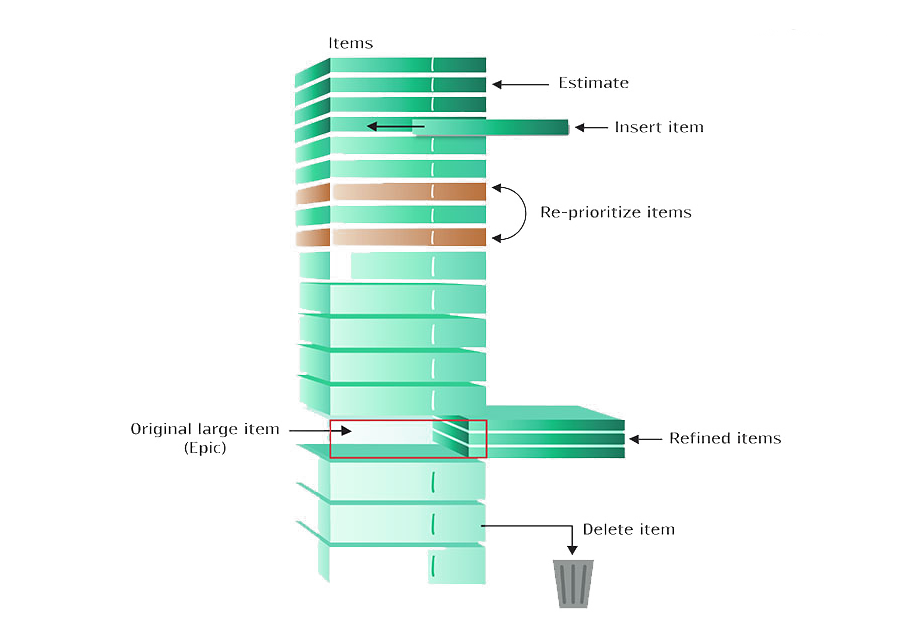 Items
Estimate
Insert item
Re-prioritize items
Original large item
(Epic)
Refined items
Delete item